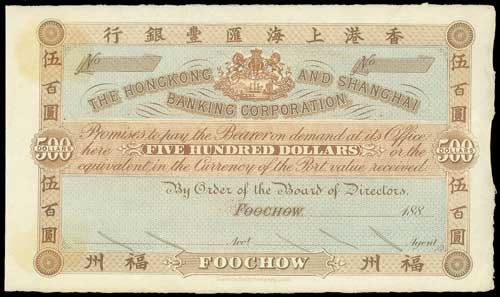 行銀豐匯海上港香
伍百圓
伍百圓
No
No
THE HONGKONG AND SHANGHAI
BANKING CORPORATION.
Promises to pay the Bearer on demand at its Office
500 DOLLARS
here FIVE HUNDRED DOLLARS or the
500 DOLLARS
equivalent in the Currency of the Port value received.
By Order of the Board of Directors.
伍百圓
伍百圓
FOOCHOW. 188
Acct. Agent.
州 FOOCHOW 福